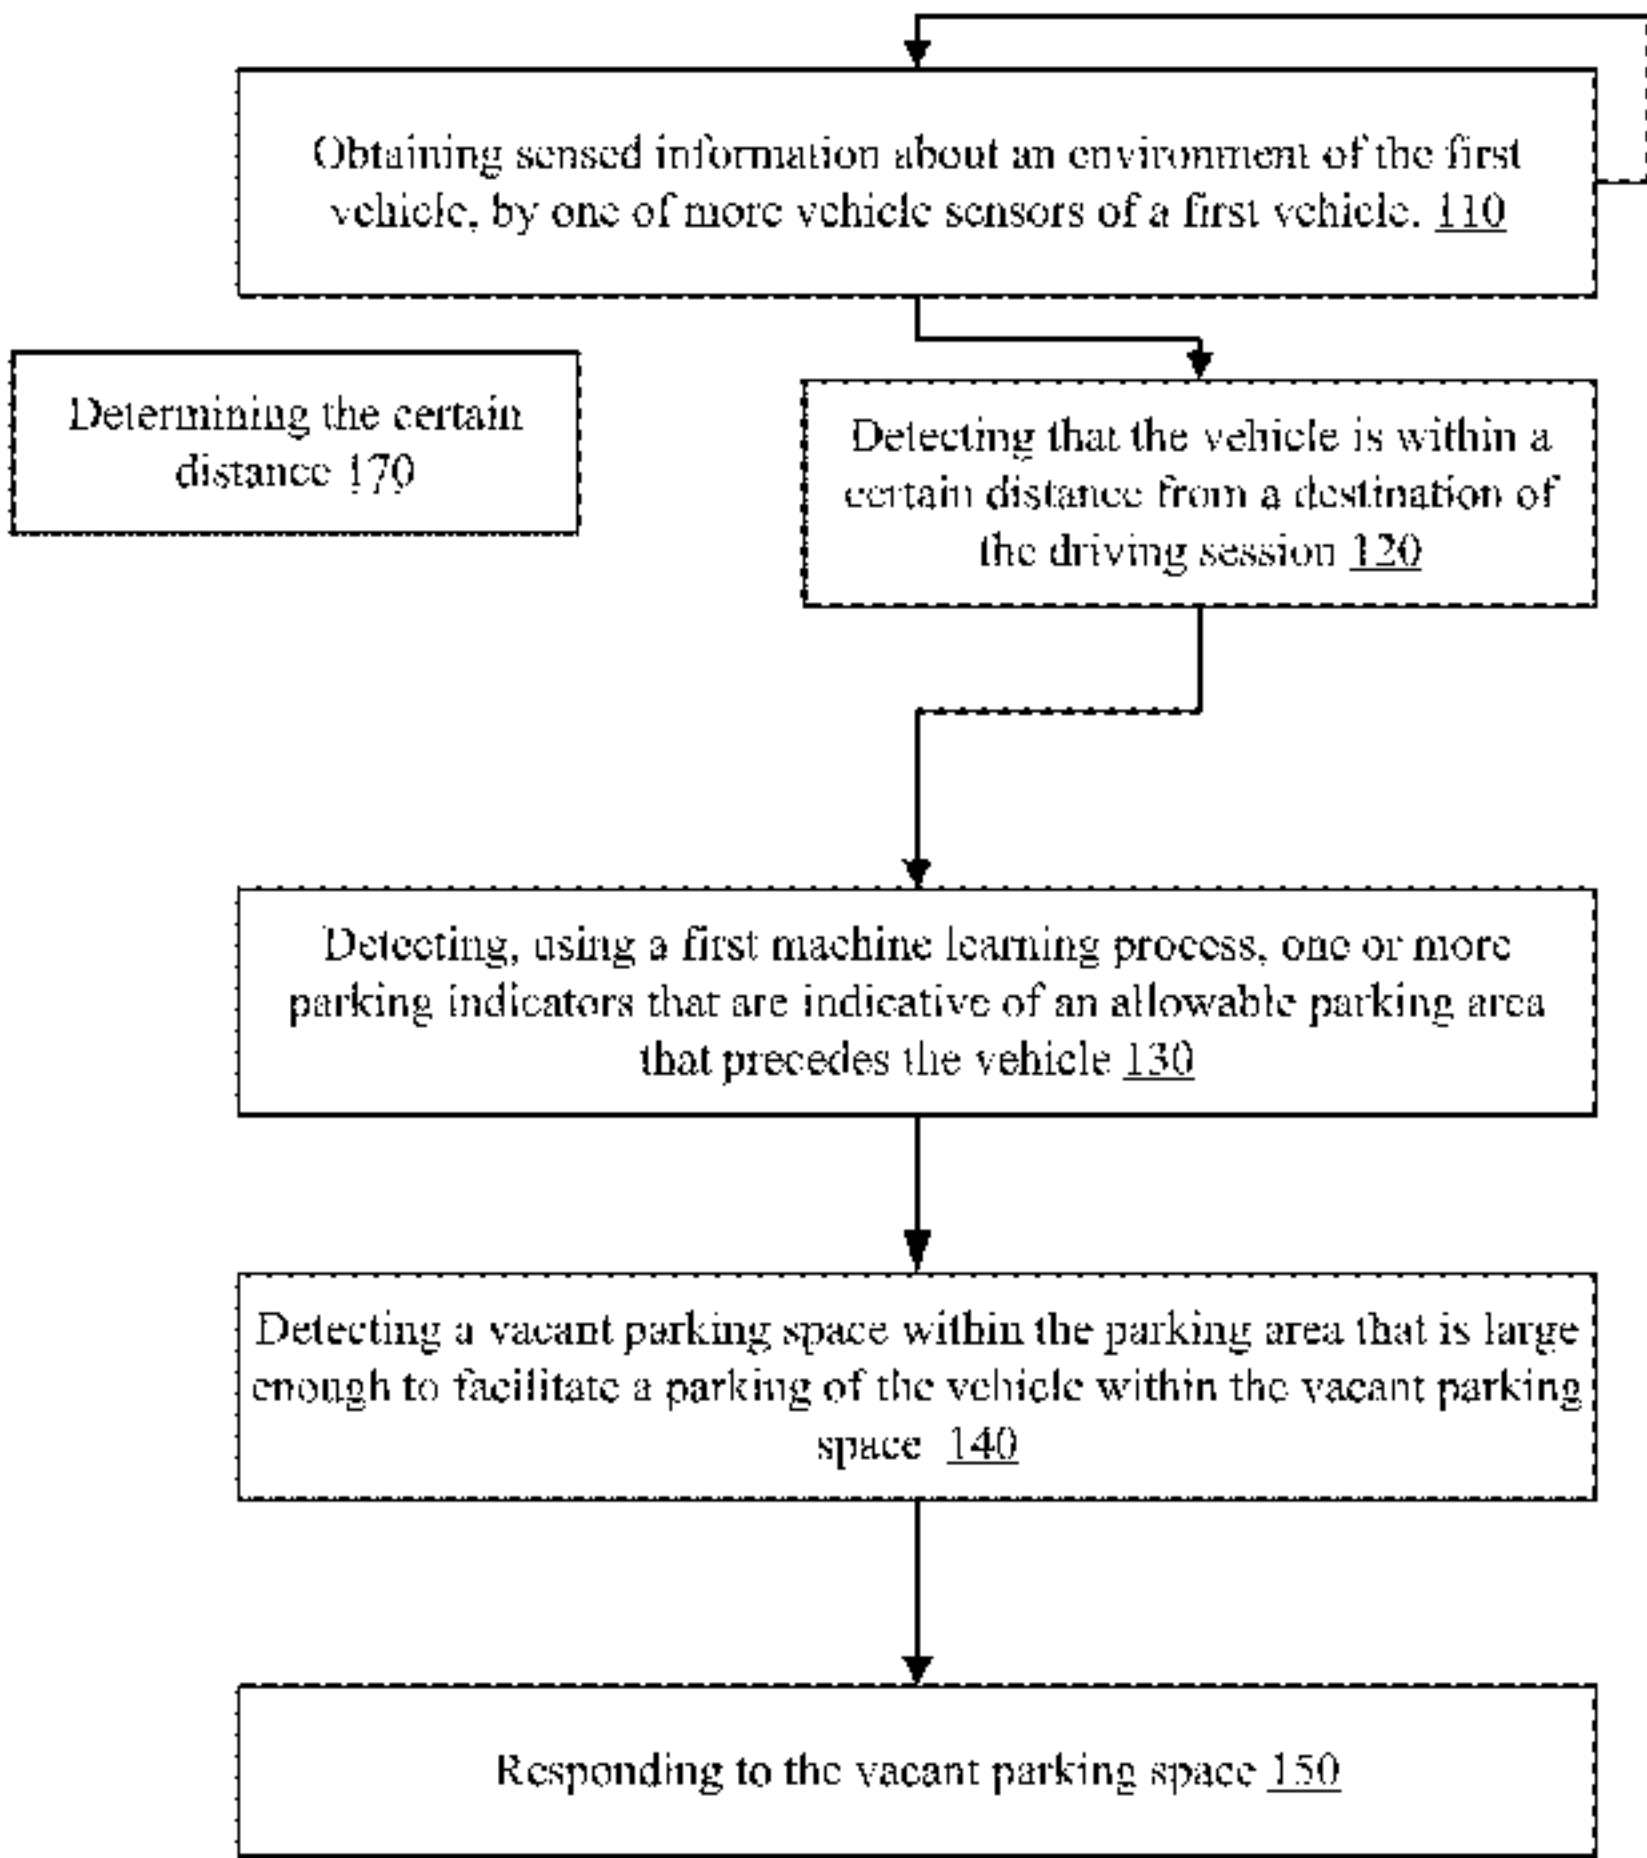 Obtaining sensed information about an environment of the first
vehicle, by one of more vehicle sensors of a first vehicle. 110
Determining the certain
distance 170
Detecting that the vehicle is within a
certain distance from a destination of
the driving session 120
Detecting, using a first machine learning process, one or more
parking indicators that are indicative of an allowable parking area
that precedes the vehicle 130
Detecting a vacant parking space within the parking area that is large
enough to facilitate a parking of the vehicle within the vacant parking
space 140
Responding to the vacant parking space 150